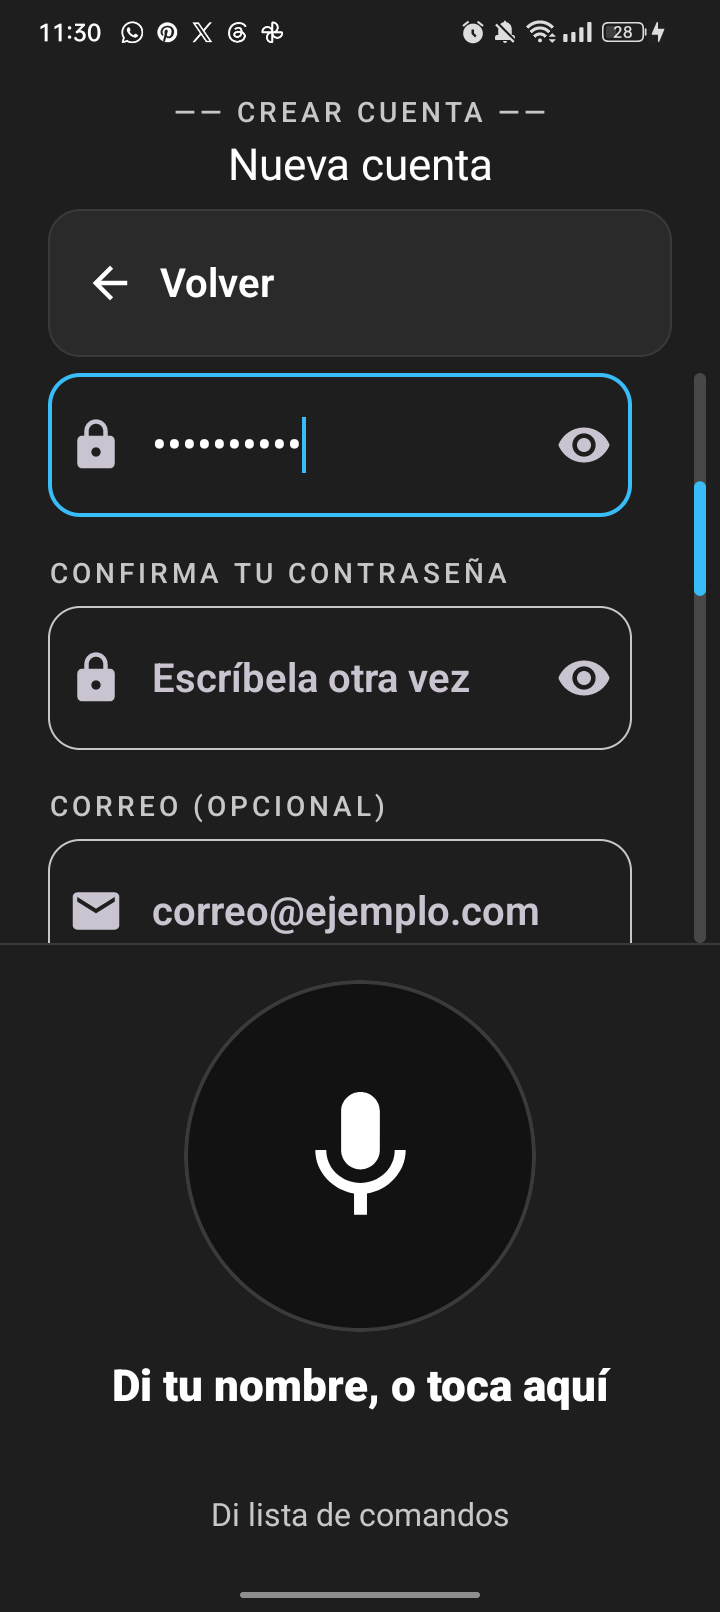 11:30
28
—— CREAR CUENTA ——
Nueva cuenta
Volver
••••••••••
CONFIRMA TU CONTRASEÑA
Escríbela otra vez
CORREO (OPCIONAL)
correo@ejemplo.com
Di tu nombre, o toca aquí
Di lista de comandos